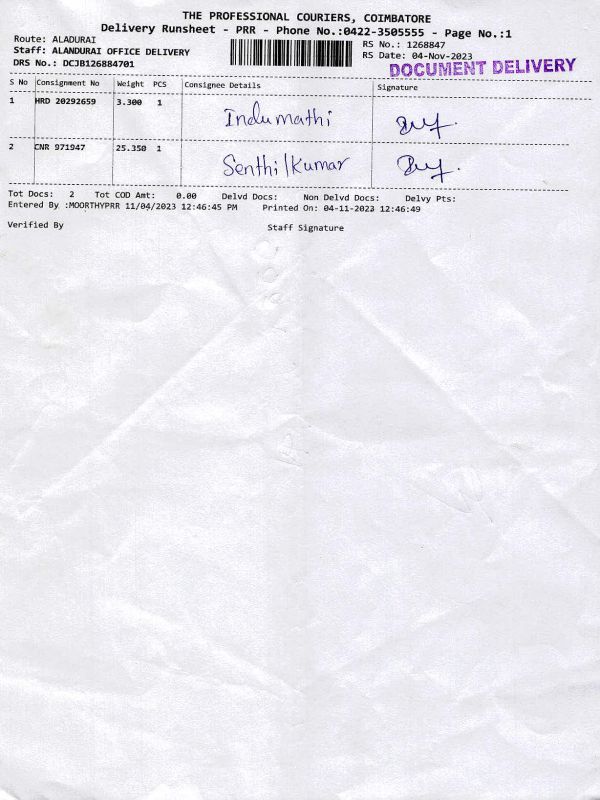 THE PROFESSIONAL COURIERS, COIMBATORE
Delivery Runsheet - PRR - Phone No.:0422-3505555 - Page No.:1
Route: ALADURAI
RS No.: 1268847
Staff: ALANDURAI OFFICE DELIVERY
RS Date: 04-Nov-2023
DRS No.: DCJB126884701
DOCUMENT DELIVERY
S No Consignment No Weight PCS Consignee Details Signature
1 HRD 20292659 3.300 1 Indumathi
2 CNR 971947 25.350 1 Senthilkumar
Tot Docs: 2 Tot COD Amt: 0.00 Delvd Docs: Non Delvd Docs: Delvy Pts:
Entered By :MOORTHYPRR 11/04/2023 12:46:45 PM Printed On: 04-11-2023 12:46:49
Verified By Staff Signature